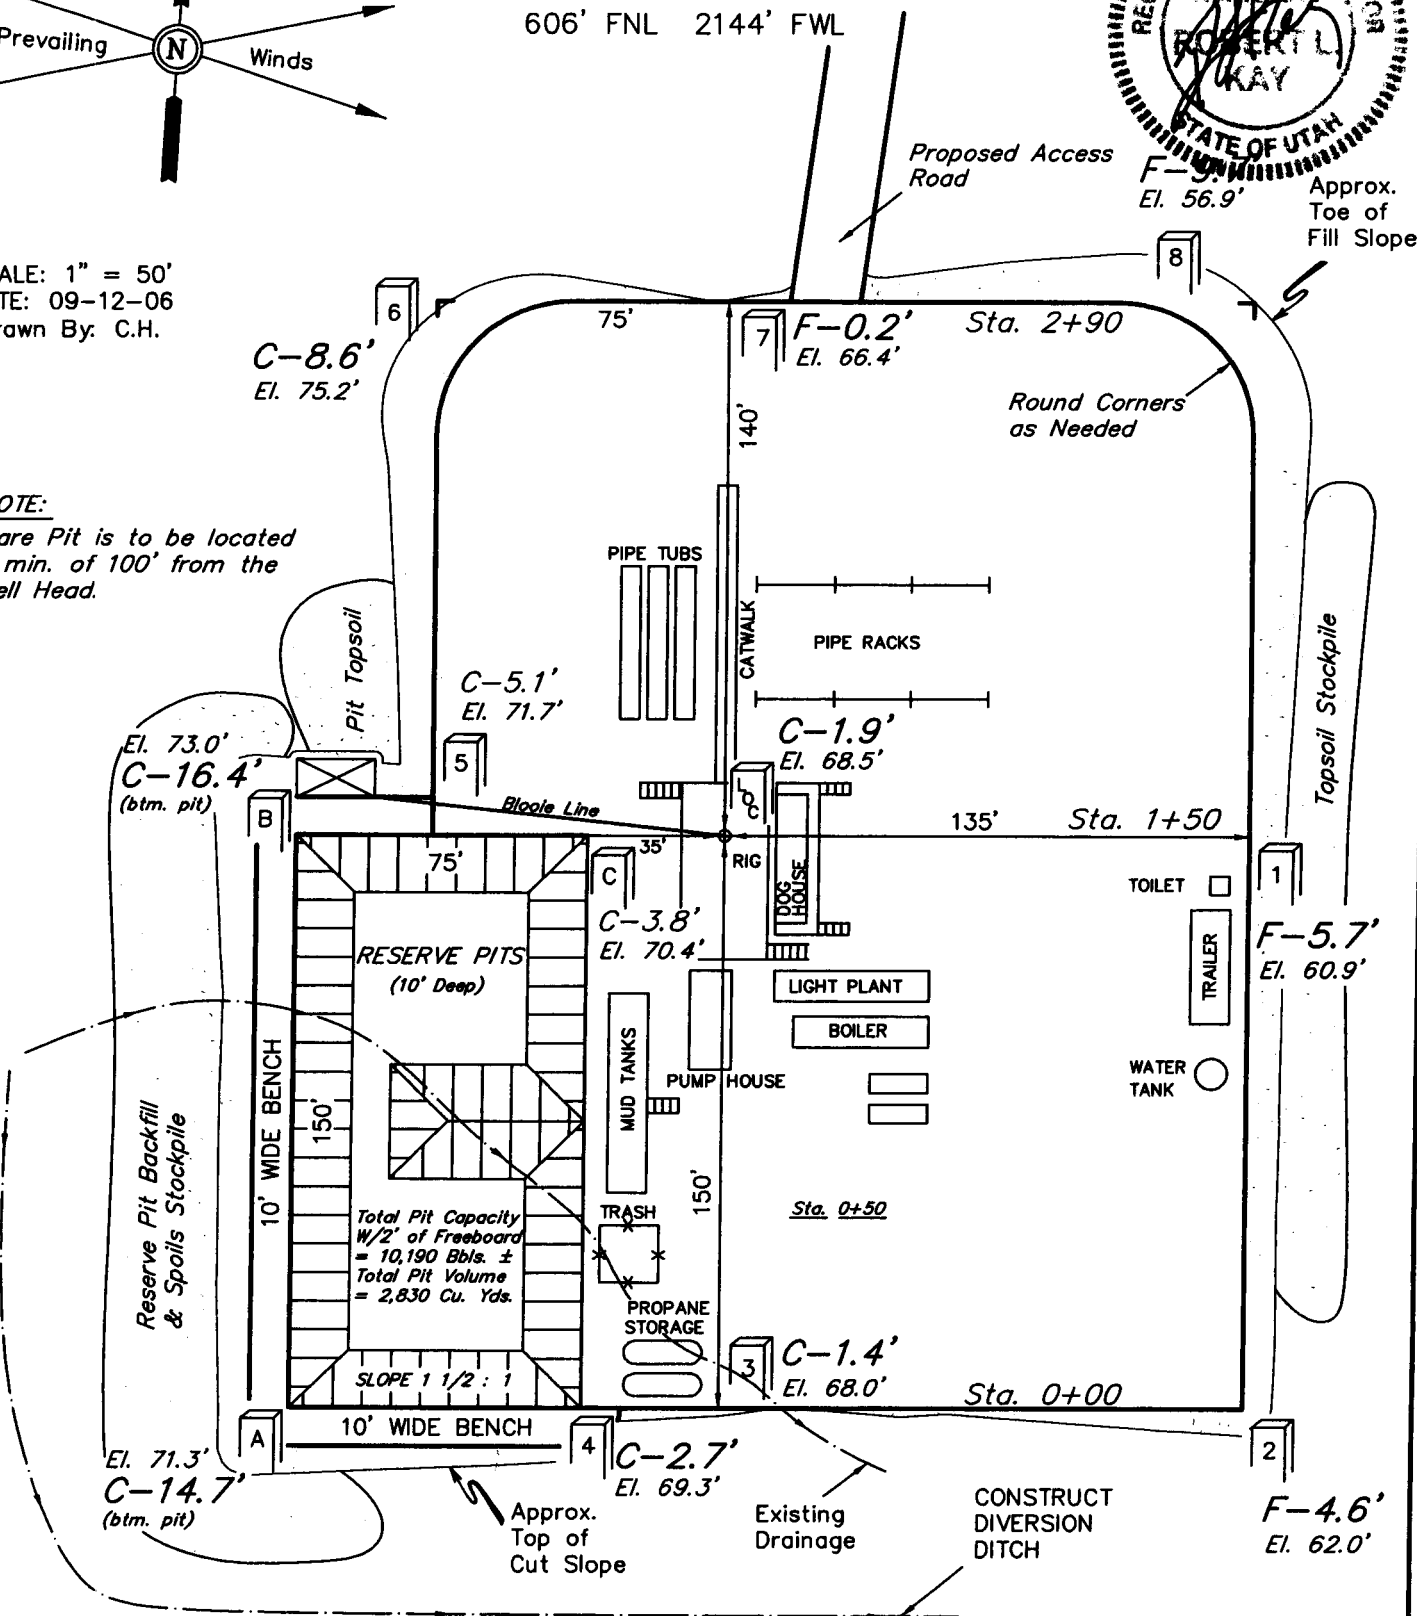 606' FNL 2144' FWL
Prevailing
N
Winds
ROBERT L.
KAY
STATE OF UTAH
Proposed Access
Road
El. 56.9'
Approx.
Toe of
Fill Slope
8
ALE: 1" = 50'
TE: 09-12-06
rawn By: C.H.
6
C-8.6'
El. 75.2'
75'
7
F-0.2'
El. 66.4'
Sta. 2+90
Round Corners
as Needed
140'
OTE:
are Pit is to be located
min. of 100' from the
ell Head.
PIPE TUBS
CATWALK
PIPE RACKS
Pit Topsoil
Topsoil Stockpile
C-5.1'
El. 71.7'
5
C-1.9'
El. 68.5'
LOC
El. 73.0'
C-16.4'
(btm. pit)
B
Blooie Line
75'
35'
RIG
135'
Sta. 1+50
C
C-3.8'
El. 70.4'
DOG
HOUSE
TOILET
1
F-5.7'
El. 60.9'
TRAILER
RESERVE PITS
(10' Deep)
LIGHT PLANT
BOILER
MUD TANKS
PUMP HOUSE
WATER
TANK
10' WIDE BENCH
150'
Reserve Pit Backfill
& Spoils Stockpile
150'
Sta. 0+50
TRASH
Total Pit Capacity
W/2' of Freeboard
= 10,190 Bbls. ±
Total Pit Volume
= 2,830 Cu. Yds.
PROPANE
STORAGE
SLOPE 1 1/2 : 1
3
C-1.4'
El. 68.0'
Sta. 0+00
A
10' WIDE BENCH
4
C-2.7'
El. 69.3'
2
F-4.6'
El. 62.0'
El. 71.3'
C-14.7'
(btm. pit)
Approx.
Top of
Cut Slope
Existing
Drainage
CONSTRUCT
DIVERSION
DITCH